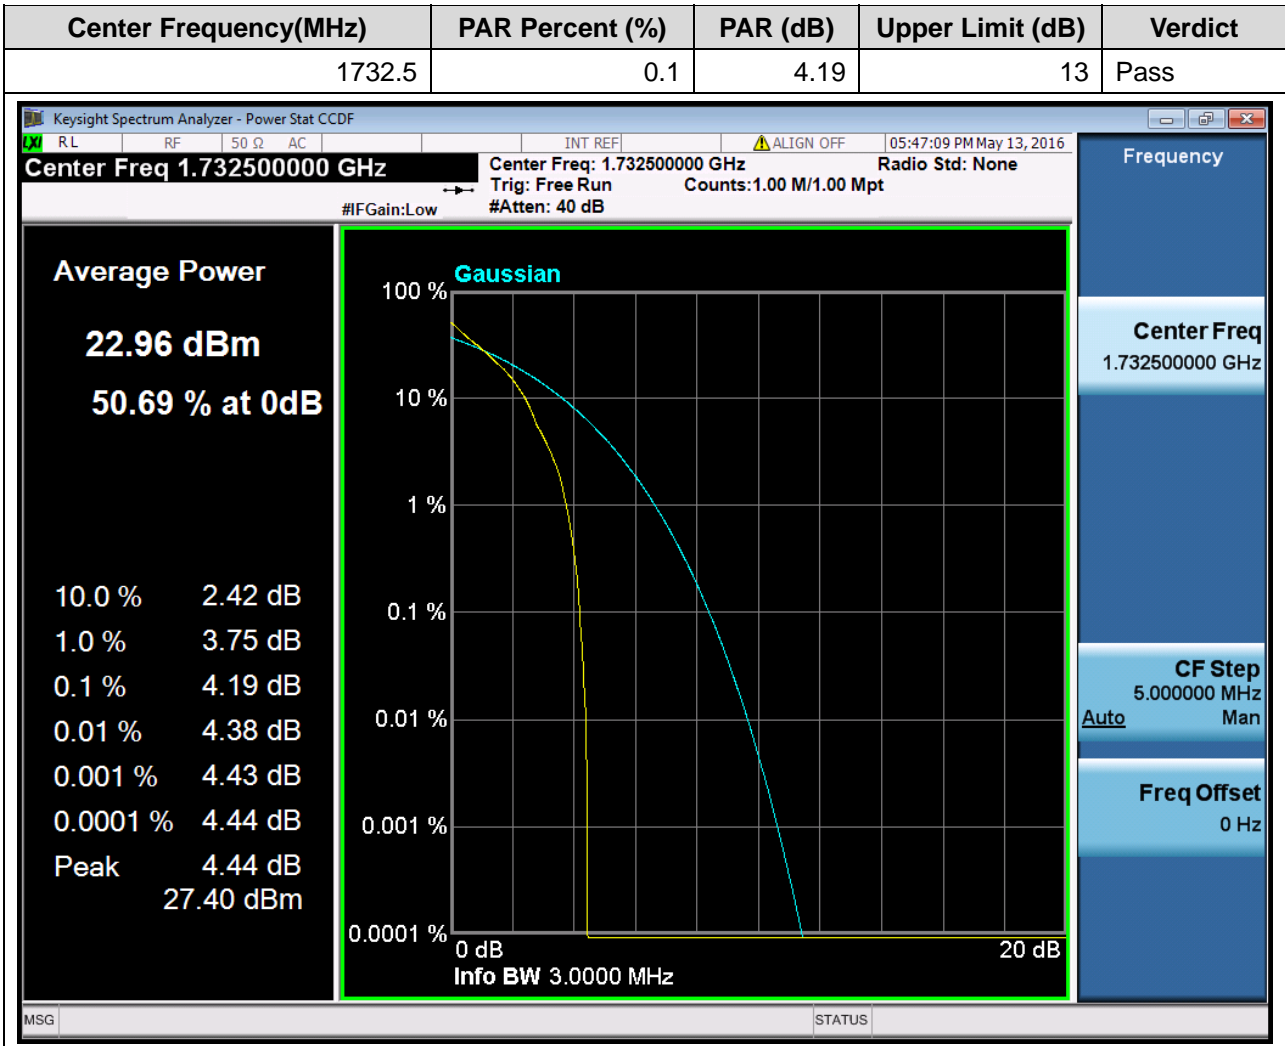 Center Frequency(MHz) PAR Percent (%) PAR (dB) Upper Limit (dB) Verdict
1732.5 0.1 4.19 13 Pass
Keysight Spectrum Analyzer - Power Stat CCDF
LXI RL RF 50 Ω AC INT REF ALIGN OFF 05:47:09 PM May 13, 2016
Center Freq 1.732500000 GHz
Center Freq: 1.732500000 GHz Radio Std: None
Trig: Free Run Counts:1.00 M/1.00 Mpt
#IFGain:Low #Atten: 40 dB
Average Power
22.96 dBm
50.69 % at 0dB
10.0 % 2.42 dB
1.0 % 3.75 dB
0.1 % 4.19 dB
0.01 % 4.38 dB
0.001 % 4.43 dB
0.0001 % 4.44 dB
Peak 4.44 dB
27.40 dBm
Gaussian
100 %
10 %
1 %
0.1 %
0.01 %
0.001 %
0.0001 %
0 dB 20 dB
Info BW 3.0000 MHz
Frequency
Center Freq
1.732500000 GHz
CF Step
5.000000 MHz
Auto Man
Freq Offset
0 Hz
MSG STATUS